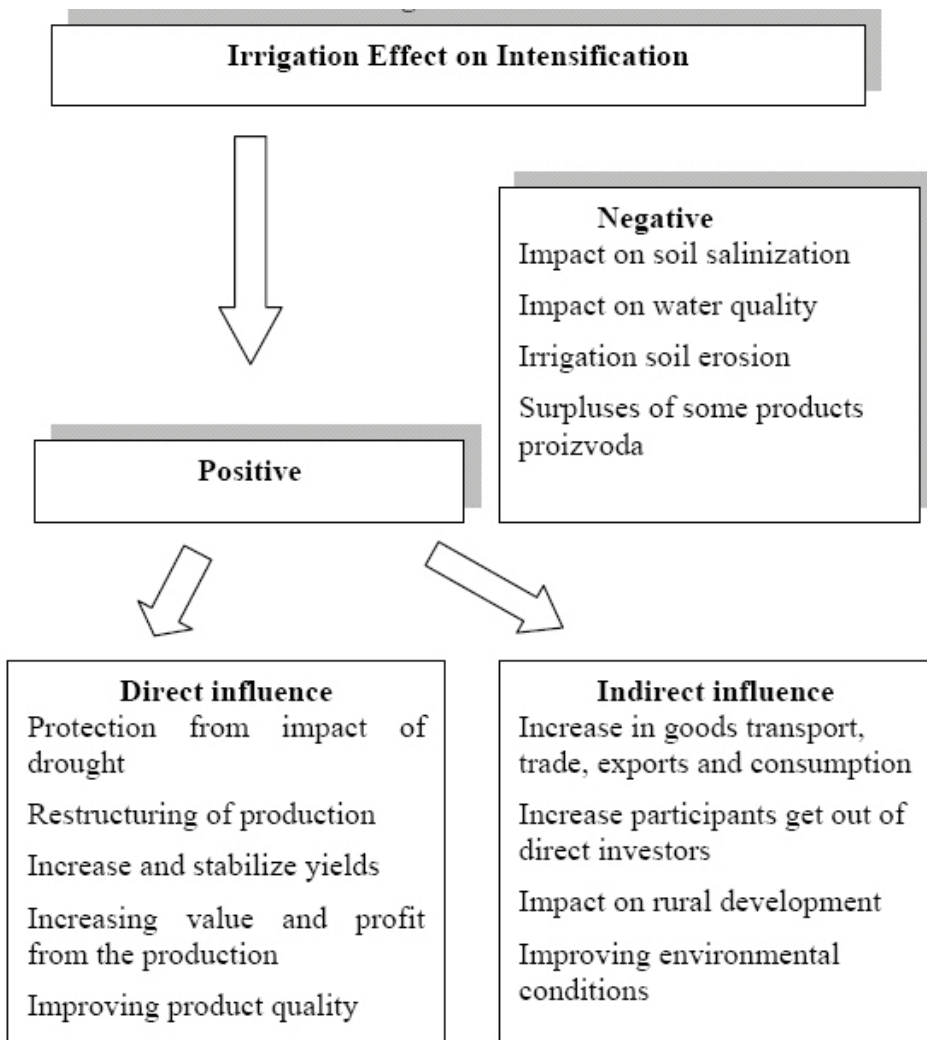 Irrigation Effect on Intensification
Negative
Impact on soil salinization
Impact on water quality
Irrigation soil erosion
Surpluses of some products
proizvoda
Positive
Direct influence
Protection from impact of
drought
Restructuring of production
Increase and stabilize yields
Increasing value and profit
from the production
Improving product quality
Indirect influence
Increase in goods transport,
trade, exports and consumption
Increase participants get out of
direct investors
Impact on rural development
Improving environmental
conditions